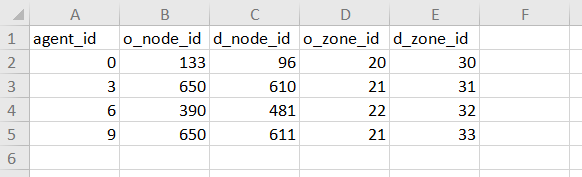 A B C D E F
1 agent_id o_node_id d_node_id o_zone_id d_zone_id
2 0 133 96 20 30
3 3 650 610 21 31
4 6 390 481 22 32
5 9 650 611 21 33
6